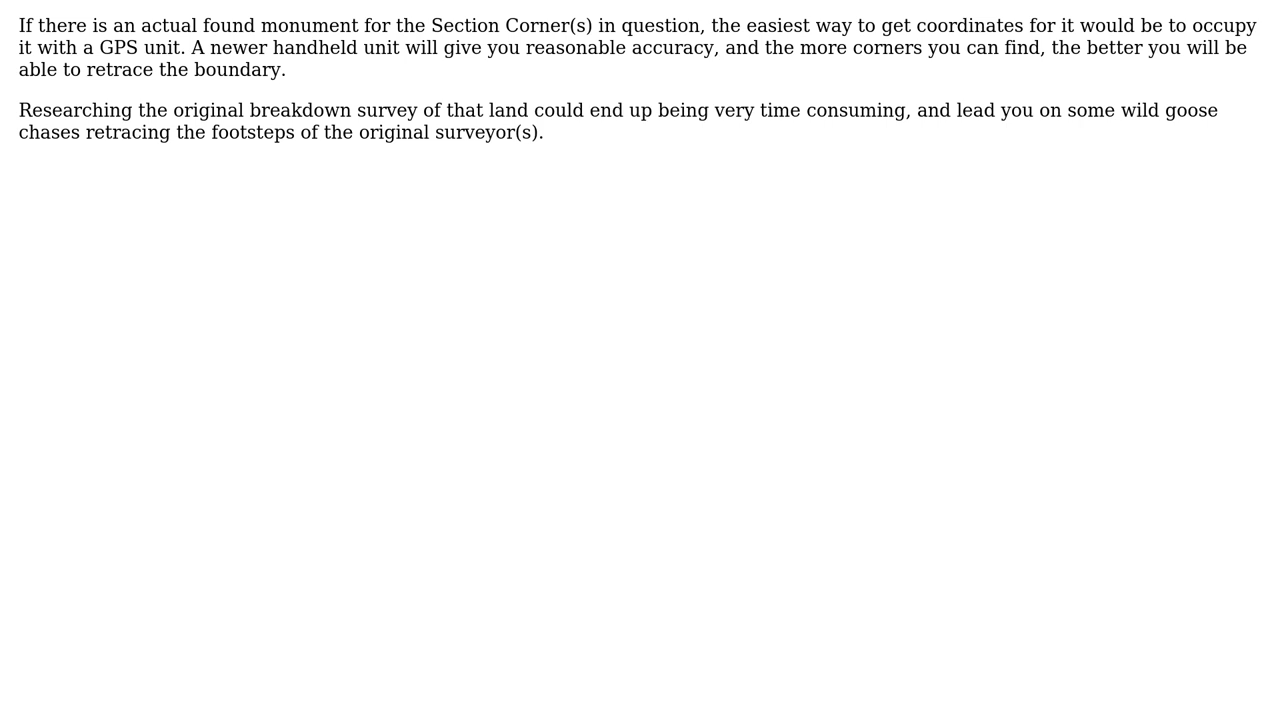 If there is an actual found monument for the Section Corner(s) in question, the easiest way to get coordinates for it would be to occupy
it with a GPS unit. A newer handheld unit will give you reasonable accuracy, and the more corners you can find, the better you will be
able to retrace the boundary.
Researching the original breakdown survey of that land could end up being very time consuming, and lead you on some wild goose
chases retracing the footsteps of the original surveyor(s).